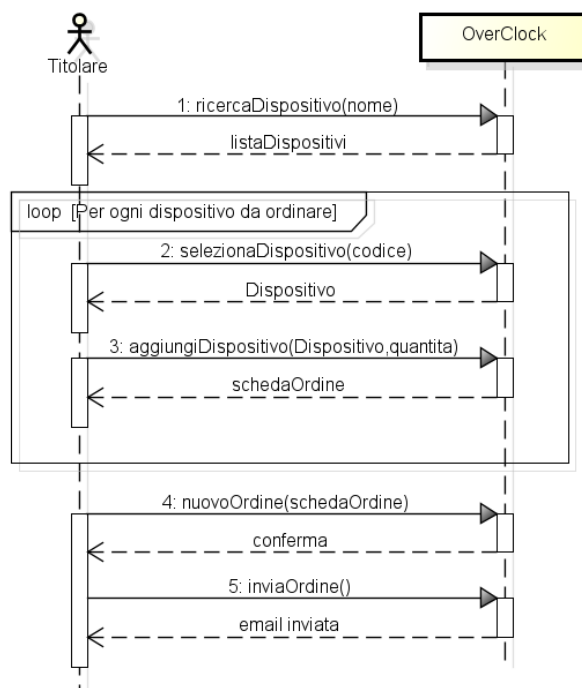 Titolare
OverClock
1: ricercaDispositivo(nome)
listaDispositivi
loop [Per ogni dispositivo da ordinare]
2: selezionaDispositivo(codice)
Dispositivo
3: aggiungiDispositivo(Dispositivo,quantita)
schedaOrdine
4: nuovoOrdine(schedaOrdine)
conferma
5: inviaOrdine()
email inviata